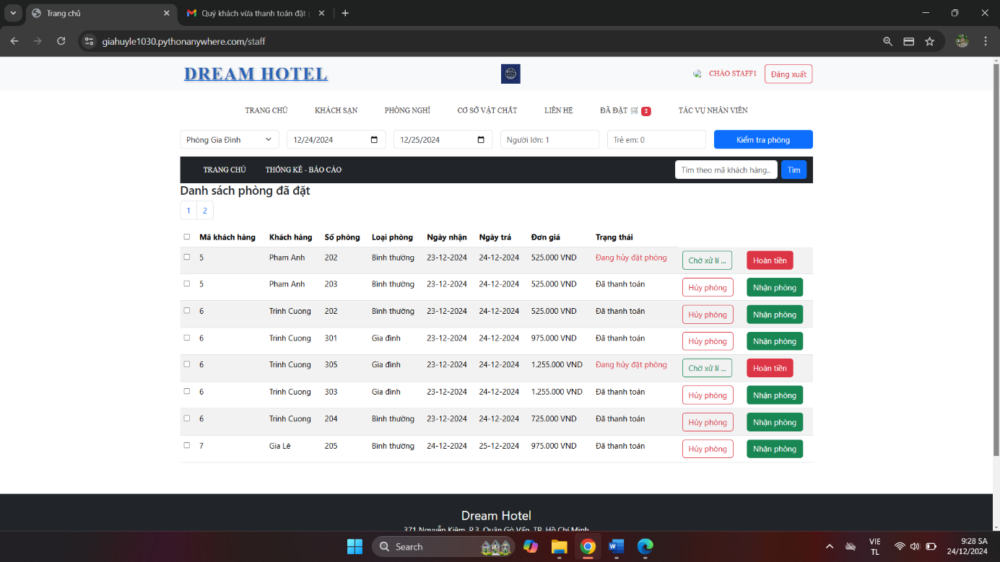 Trang chủ
Quý khách vừa thanh toán đặt
giahuyle1030.pythonanywhere.com/staff
DREAM HOTEL
CHÀO STAFF1
Đăng xuất
TRANG CHỦ KHÁCH SẠN PHÒNG NGHỈ CƠ SỞ VẬT CHẤT LIÊN HỆ ĐÃ ĐẶT 2 TÁC VỤ NHÂN VIÊN
Phòng Gia Đình 12/24/2024 12/25/2024 Người lớn: 1 Trẻ em: 0 Kiểm tra phòng
TRANG CHỦ THỐNG KÊ - BÁO CÁO Tìm theo mã khách hàng.. Tìm
Danh sách phòng đã đặt
1 2
Mã khách hàng Khách hàng Số phòng Loại phòng Ngày nhận Ngày trả Đơn giá Trạng thái
5 Pham Anh 202 Bình thường 23-12-2024 24-12-2024 525.000 VND Đang hủy đặt phòng Chờ xử lí ... Hoàn tiền
5 Pham Anh 203 Bình thường 23-12-2024 24-12-2024 525.000 VND Đã thanh toán Hủy phòng Nhận phòng
6 Trinh Cuong 202 Bình thường 23-12-2024 24-12-2024 525.000 VND Đã thanh toán Hủy phòng Nhận phòng
6 Trinh Cuong 301 Gia đình 23-12-2024 24-12-2024 975.000 VND Đã thanh toán Hủy phòng Nhận phòng
6 Trinh Cuong 305 Gia đình 23-12-2024 24-12-2024 1.255.000 VND Đang hủy đặt phòng Chờ xử lí ... Hoàn tiền
6 Trinh Cuong 303 Gia đình 23-12-2024 24-12-2024 1.255.000 VND Đã thanh toán Hủy phòng Nhận phòng
6 Trinh Cuong 204 Bình thường 23-12-2024 24-12-2024 725.000 VND Đã thanh toán Hủy phòng Nhận phòng
7 Gia Lê 205 Bình thường 24-12-2024 25-12-2024 975.000 VND Đã thanh toán Hủy phòng Nhận phòng
Dream Hotel
371 Nguyễn Kiệm, P.3, Quận Gò Vấp, TP. Hồ Chí Minh
Search
VIE
TL
9:28 SA
24/12/2024